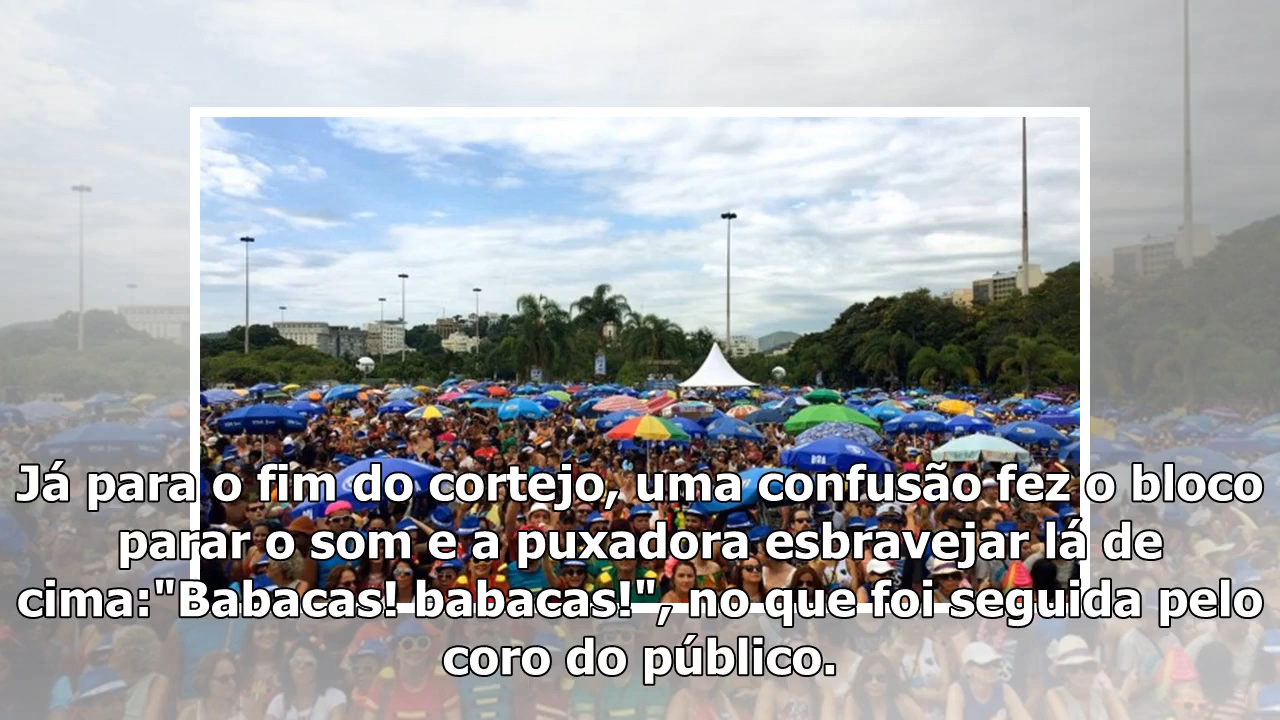 Já para o fim do cortejo, uma confusão fez o bloco
parar o som e a puxadora esbravejar lá de
cima:"Babacas! babacas!", no que foi seguida pelo
coro do público.